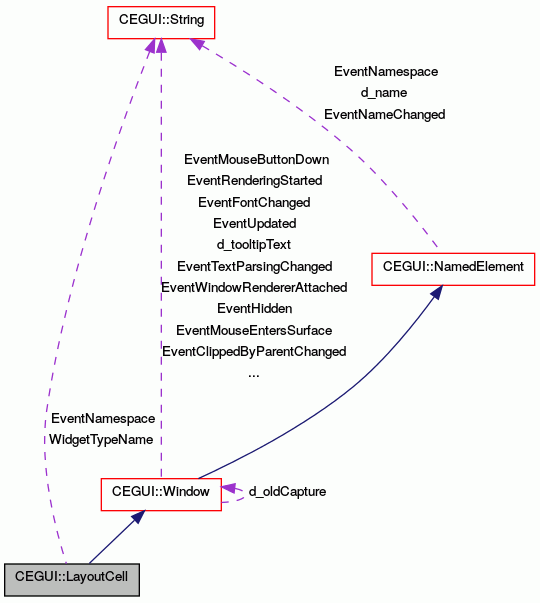 CEGUI::String
EventNamespace
d_name
EventNameChanged
EventMouseButtonDown
EventRenderingStarted
EventFontChanged
EventUpdated
d_tooltipText
EventTextParsingChanged
EventWindowRendererAttached
EventHidden
EventMouseEntersSurface
EventClippedByParentChanged
...
CEGUI::NamedElement
EventNamespace
WidgetTypeName
CEGUI::Window
d_oldCapture
CEGUI::LayoutCell